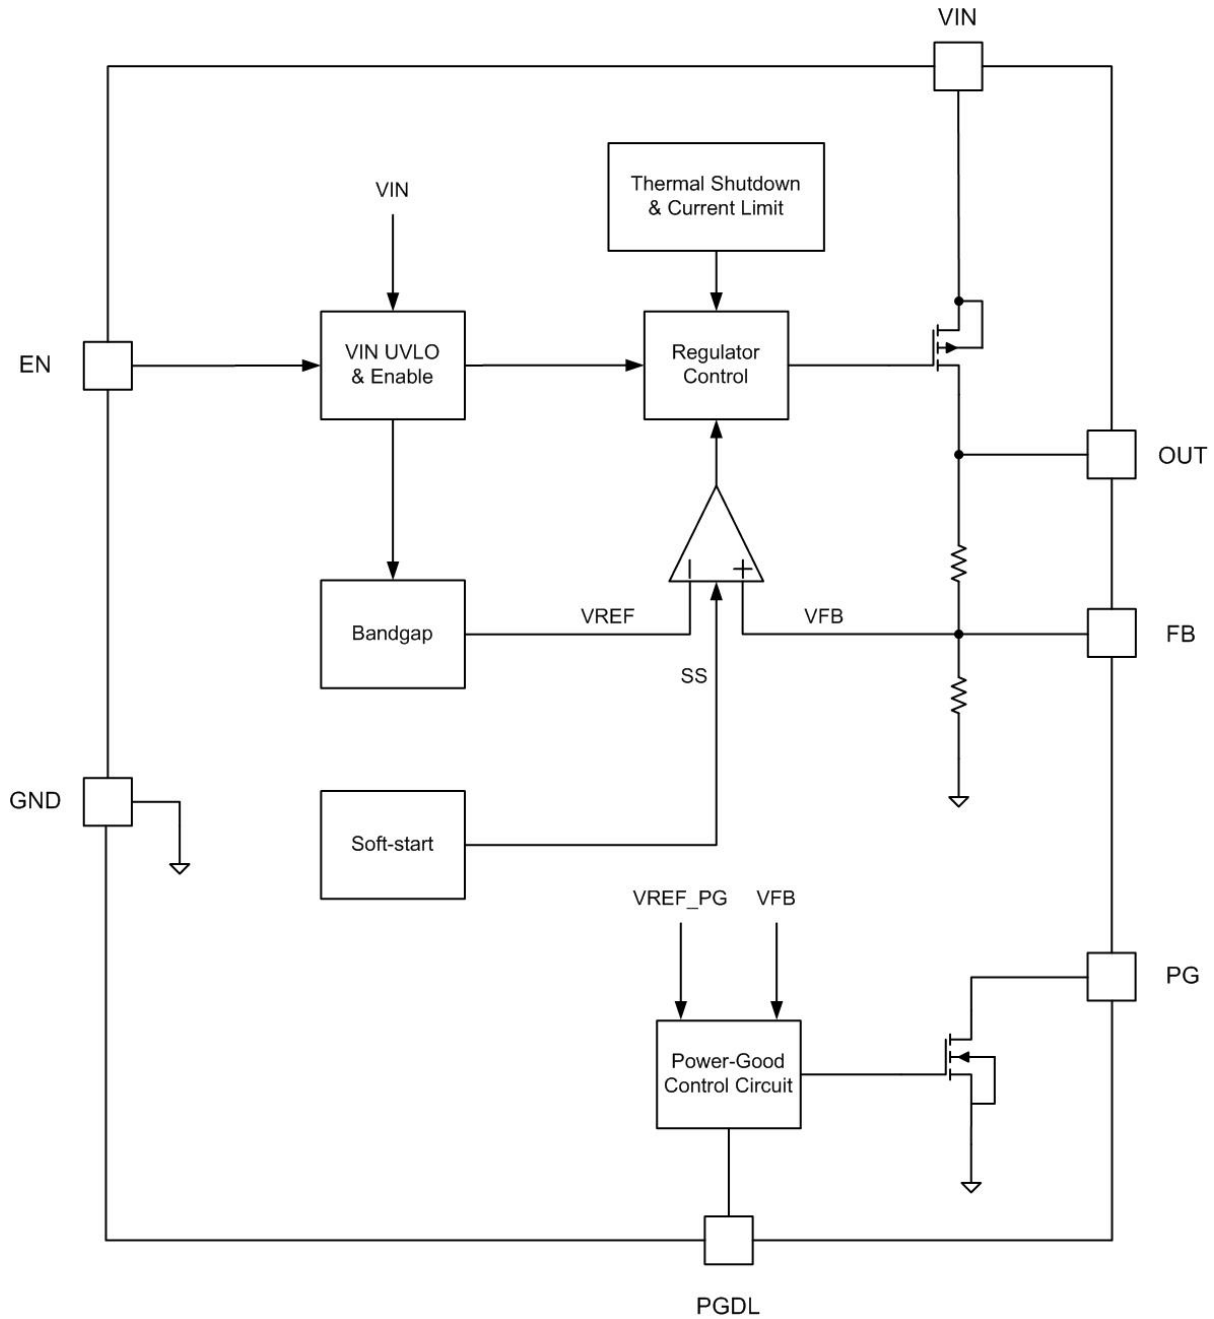 VIN
Thermal Shutdown
& Current Limit
VIN
EN
VIN UVLO
& Enable
Regulator
Control
OUT
Bandgap
VREF
VFB
FB
SS
GND
Soft-start
VREF_PG
VFB
PG
Power-Good
Control Circuit
PGDL